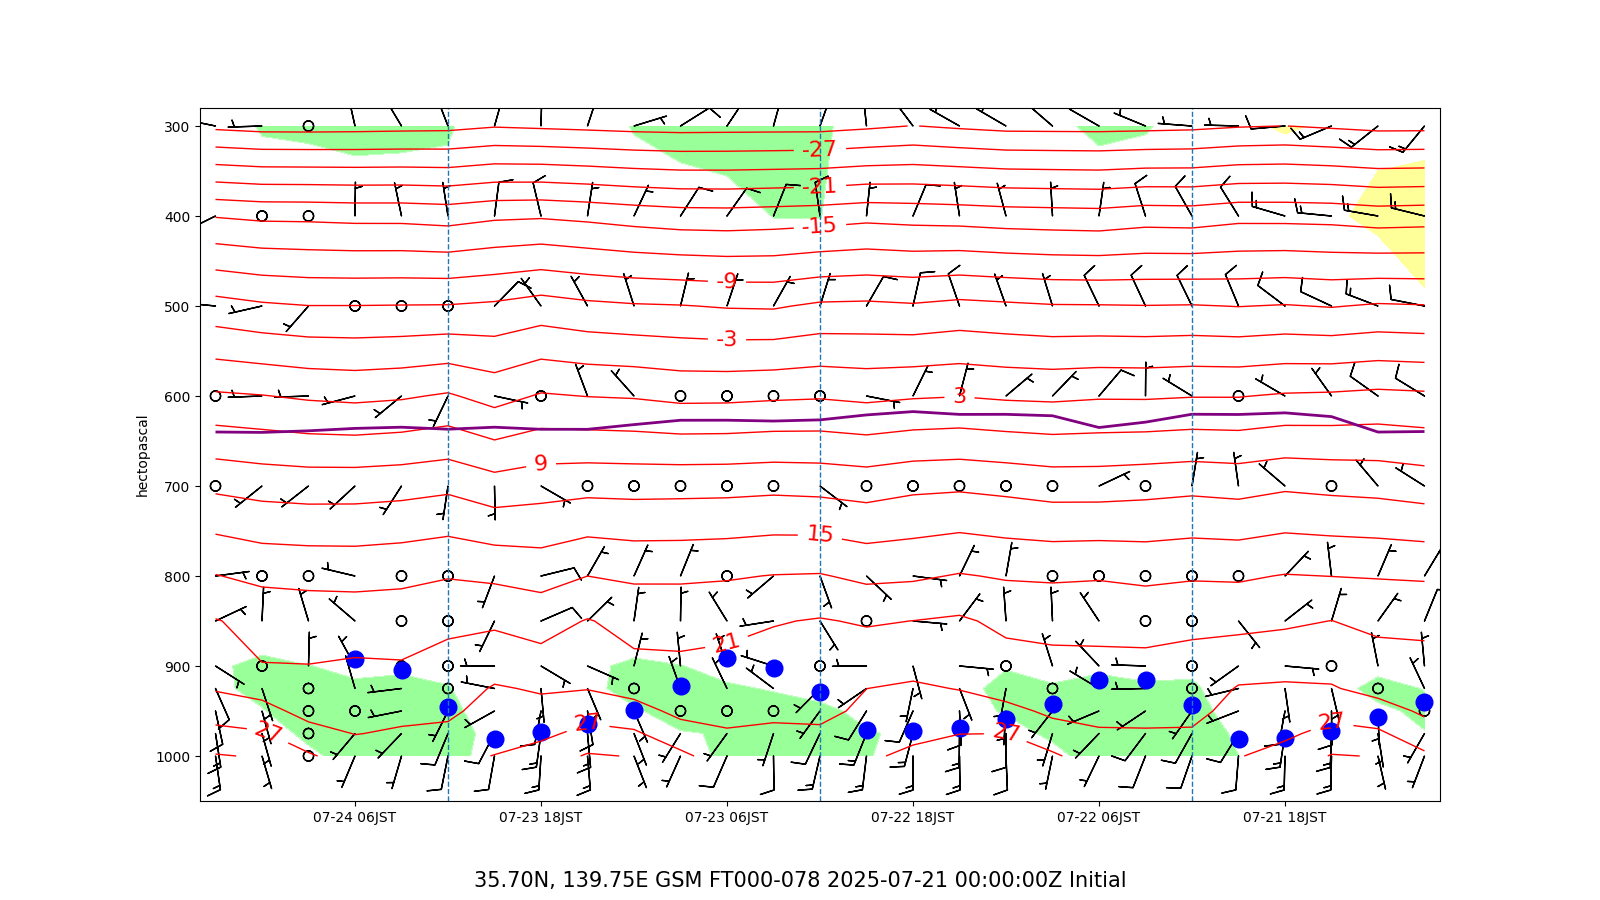 300
-27
-21
400
-15
-9
500
-3
hectopascal
600
3
9
700
15
800
21
900
27
27
27
27
1000
07-24 06JST
07-23 18JST
07-23 06JST
07-22 18JST
07-22 06JST
07-21 18JST
35.70N, 139.75E GSM FT000-078 2025-07-21 00:00:00Z Initial